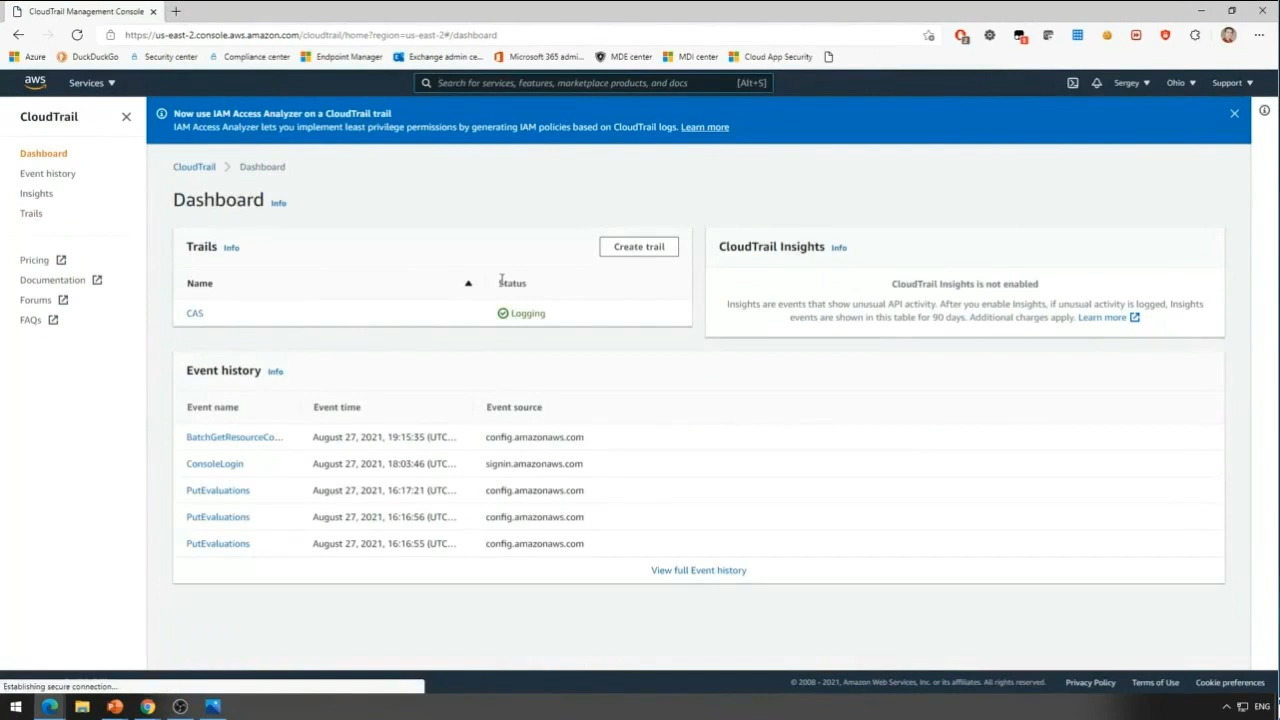 CloudTrail Management Console
https://us-east-2.console.aws.amazon.com/cloudtrail/home?region=us-east-2#/dashboard
Azure DuckDuckGo Security center Compliance center Endpoint Manager Exchange admin ce... Microsoft 365 admi... MDE center MDI center Cloud App Security
aws Services Search for services, features, marketplace products, and docs [Alt+S] Sergey Ohio Support
CloudTrail
Dashboard
Event history
Insights
Trails
Pricing
Documentation
Forums
FAQs
Now use IAM Access Analyzer on a CloudTrail trail
IAM Access Analyzer lets you implement least privilege permissions by generating IAM policies based on CloudTrail logs. Learn more
CloudTrail Dashboard
Dashboard Info
Trails Info Create trail
Name Status
CAS Logging
CloudTrail Insights Info
CloudTrail Insights is not enabled
Insights are events that show unusual API activity. After you enable Insights, if unusual activity is logged, Insights
events are shown in this table for 90 days. Additional charges apply. Learn more
Event history Info
Event name Event time Event source
BatchGetResourceCo... August 27, 2021, 19:15:35 (UTC... config.amazonaws.com
ConsoleLogin August 27, 2021, 18:03:46 (UTC... signin.amazonaws.com
PutEvaluations August 27, 2021, 16:17:21 (UTC... config.amazonaws.com
PutEvaluations August 27, 2021, 16:16:56 (UTC... config.amazonaws.com
PutEvaluations August 27, 2021, 16:16:55 (UTC... config.amazonaws.com
View full Event history
Establishing secure connection...
© 2008 - 2021, Amazon Web Services, Inc. or its affiliates. All rights reserved. Privacy Policy Terms of Use Cookie preferences
ENG